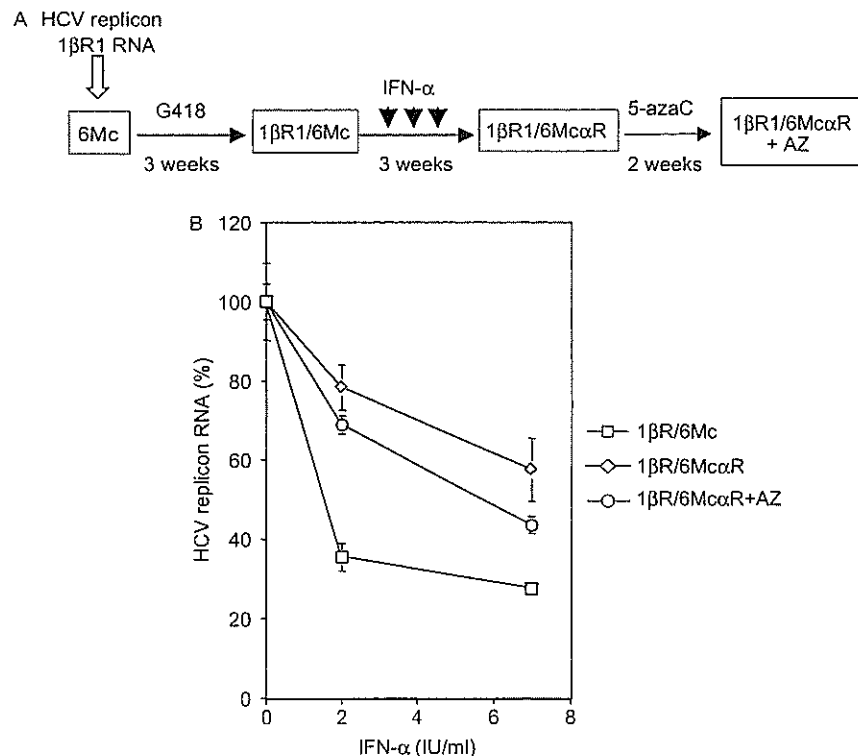 A HCV replicon
1βR1 RNA
6Mc
G418
3 weeks
1βR1/6Mc
IFN-α
3 weeks
1βR1/6McαR
5-azaC
2 weeks
1βR1/6McαR
+ AZ
B
HCV replicon RNA (%)
120
100
80
60
40
20
0
0 2 4 6 8
IFN-α (IU/ml)
1βR/6Mc
1βR/6McαR
1βR/6McαR+AZ